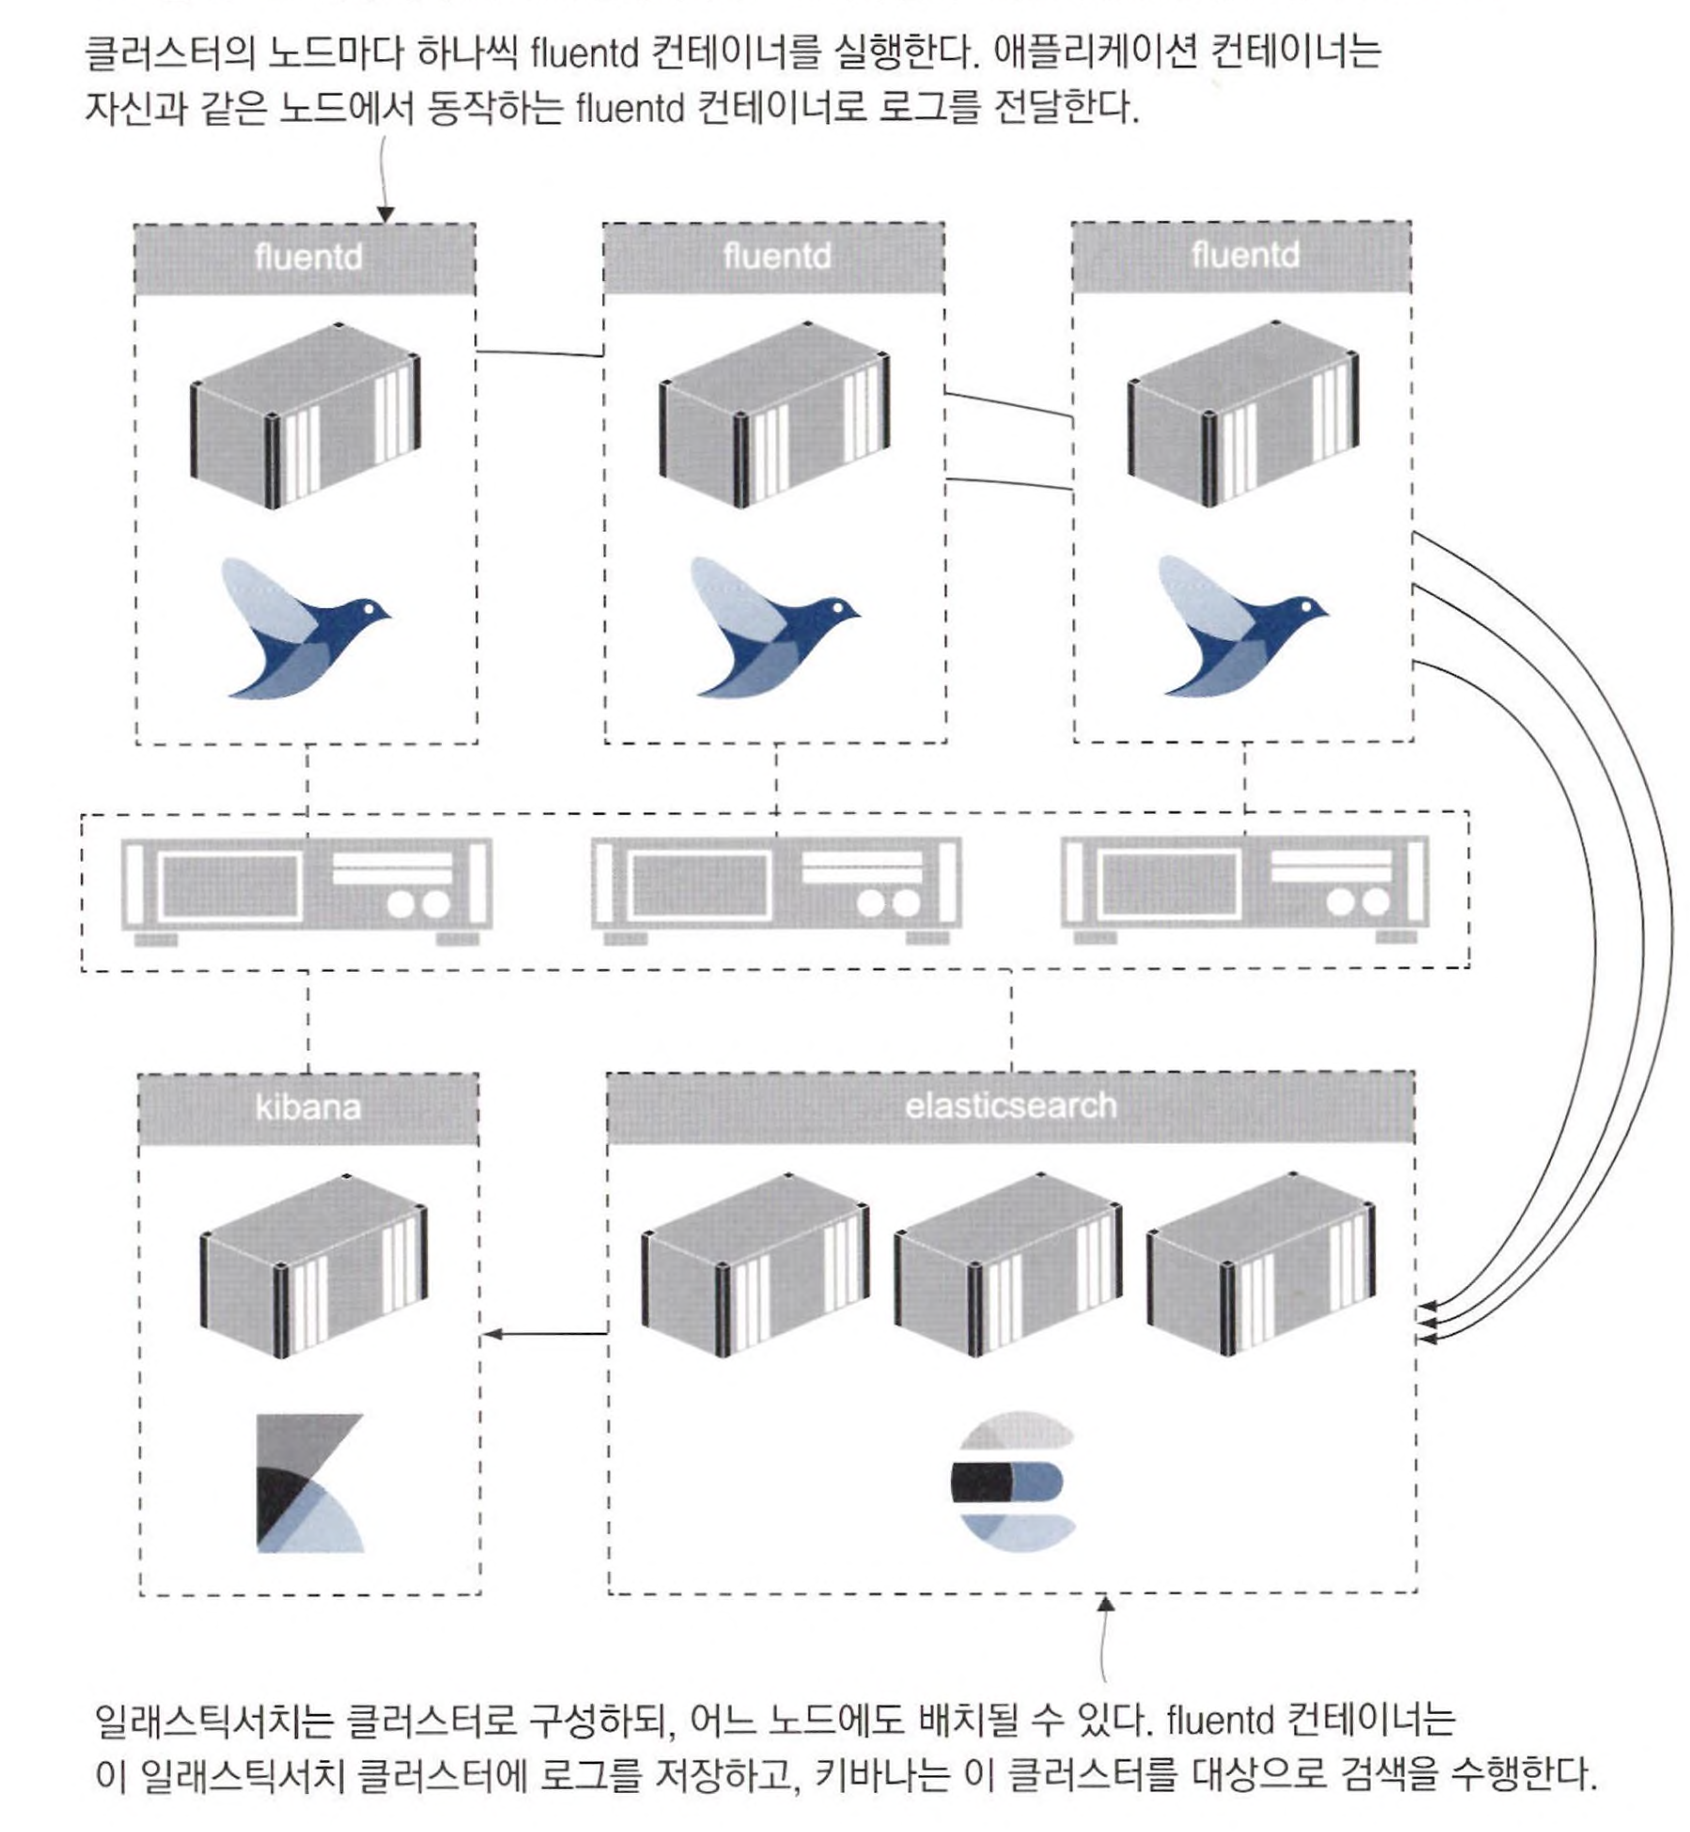 클러스터의 노드마다 하나씩 fluentd 컨테이너를 실행한다. 애플리케이션 컨테이너는
자신과 같은 노드에서 동작하는 fluentd 컨테이너로 로그를 전달한다.
fluentd
fluentd
fluentd
kibana
elasticsearch
일래스틱서치는 클러스터로 구성하되, 어느 노드에도 배치될 수 있다. fluentd 컨테이너는
이 일래스틱서치 클러스터에 로그를 저장하고, 키바나는 이 클러스터를 대상으로 검색을 수행한다.